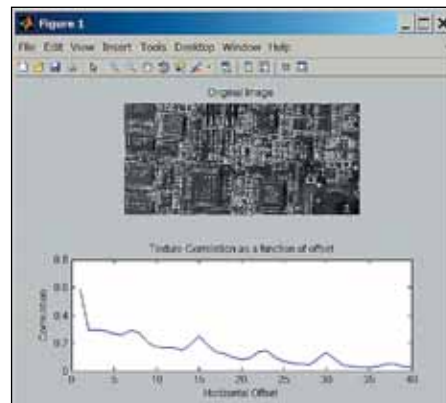 Figure 1
File Edit View Insert Tools Desktop Window Help
Original Image
Texture Correlation as a function of offset
0.8
0.6
0.4
0.2
0
Correlation
0 5 10 15 20 25 30 35 40
Horizontal Offset